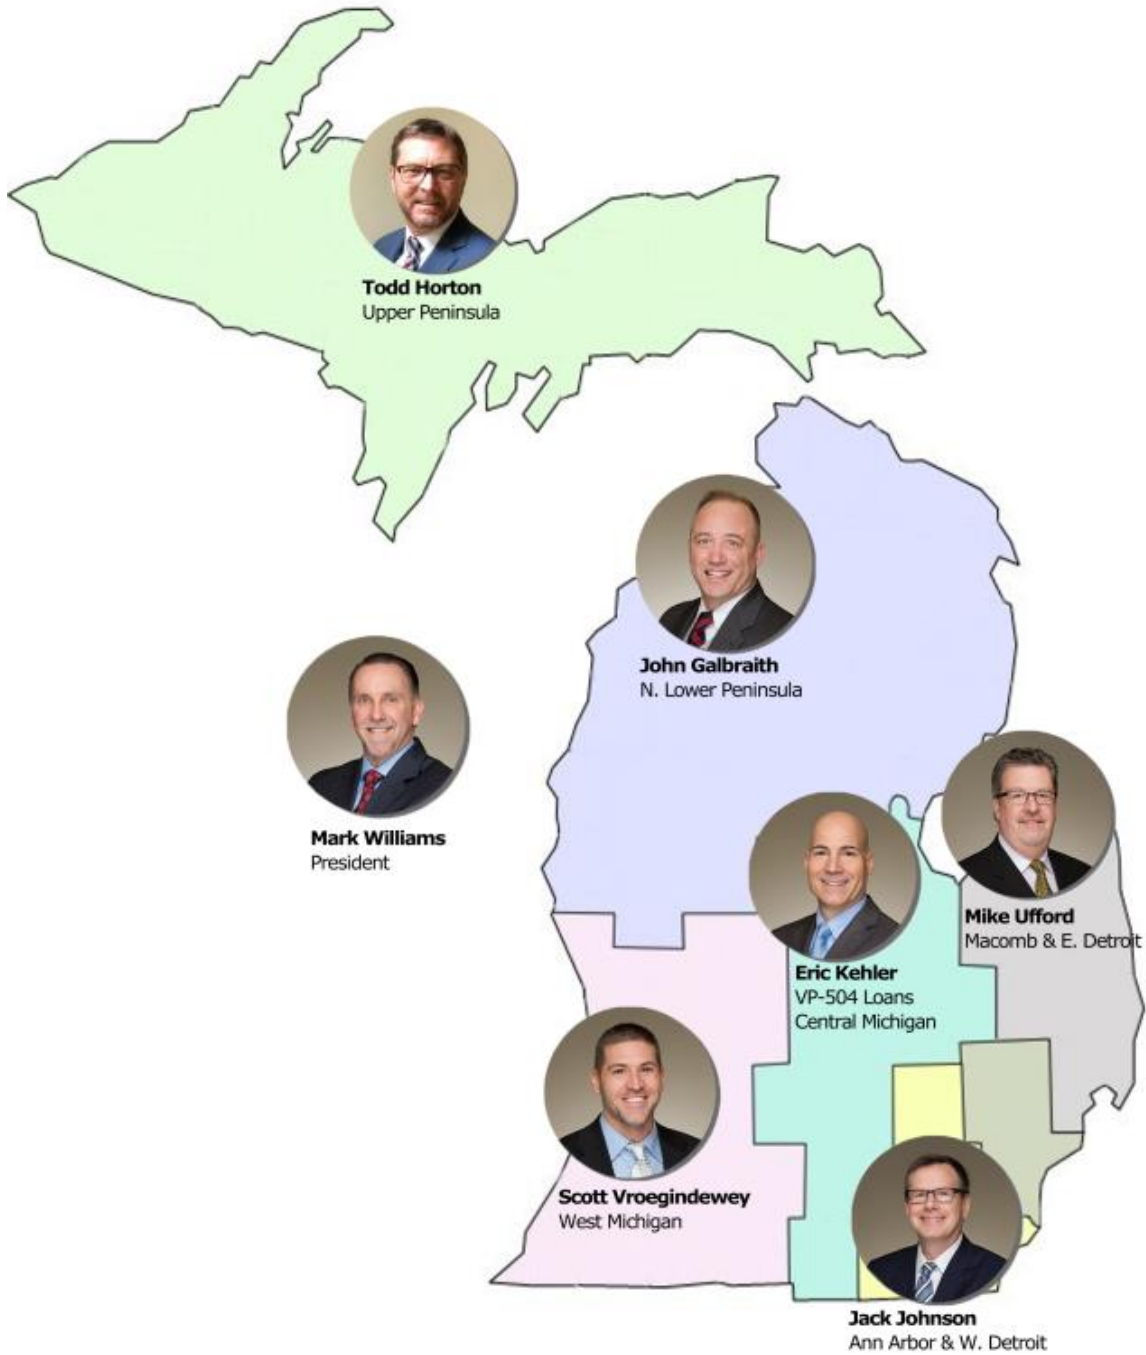 Todd Horton
Upper Peninsula
John Galbraith
N. Lower Peninsula
Mark Williams
President
Mike Ufford
Macomb & E. Detroit
Eric Kehler
VP-504 Loans
Central Michigan
Scott Vroegindewey
West Michigan
Jack Johnson
Ann Arbor & W. Detroit